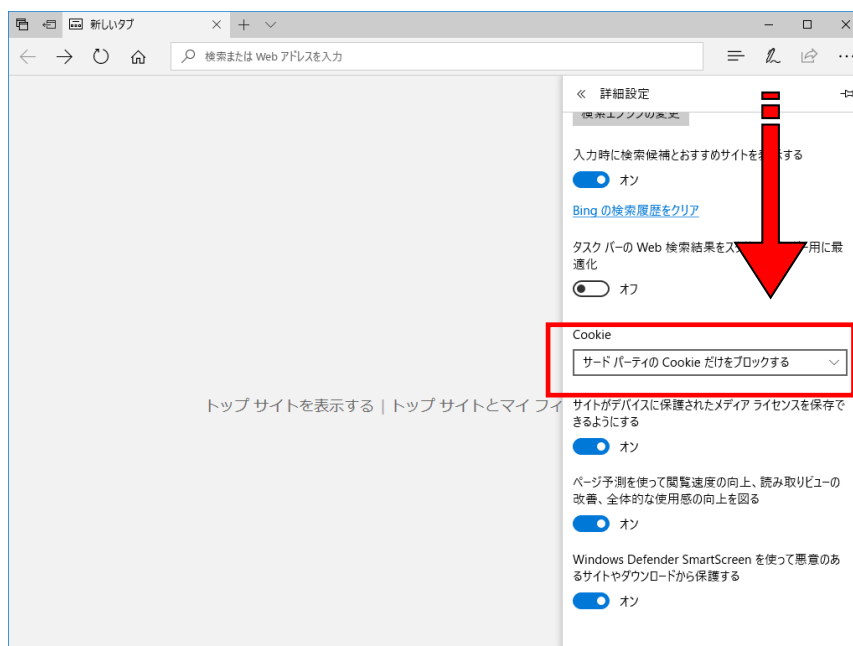 新しいタブ
検索または Web アドレスを入力
詳細設定
検索エンジンの変更
入力時に検索候補とおすすめサイトを表示する
オン
Bing の検索履歴をクリア
タスク バーの Web 検索結果をス
用に最
適化
オフ
Cookie
サード パーティの Cookie だけをブロックする
トップ サイトを表示する | トップ サイトとマイ フィ
サイトがデバイスに保護されたメディア ライセンスを保存で
きるようにする
オン
ページ予測を使って閲覧速度の向上、読み取りビューの
改善、全体的な使用感の向上を図る
オン
Windows Defender SmartScreen を使って悪意のあ
るサイトやダウンロードから保護する
オン